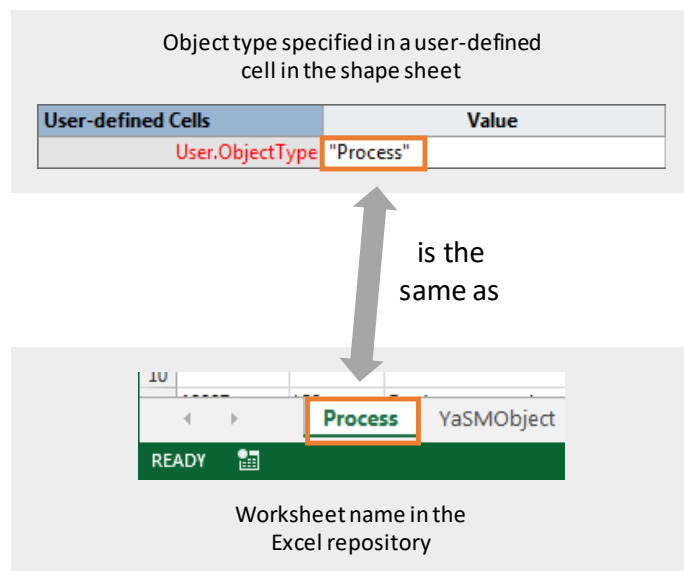 Object type specified in a user-defined
cell in the shape sheet
User-defined Cells Value
User.ObjectType "Process"
is the
same as
10
Process YaSMObject
READY
Worksheet name in the
Excel repository